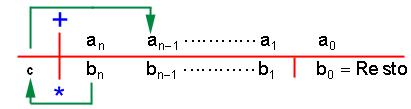 +
aₙ aₙ₋₁ ············ a₁ a₀
c bₙ bₙ₋₁ ············ b₁ b₀ = Resto
*